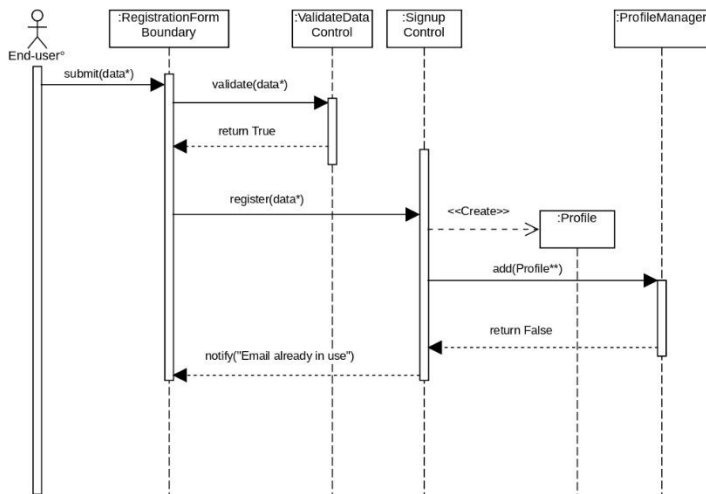 :RegistrationForm
Boundary
:ValidateData
Control
:Signup
Control
:ProfileManager
End-user°
submit(data*)
validate(data*)
return True
register(data*)
<<Create>>
:Profile
add(Profile**)
return False
notify("Email already in use")